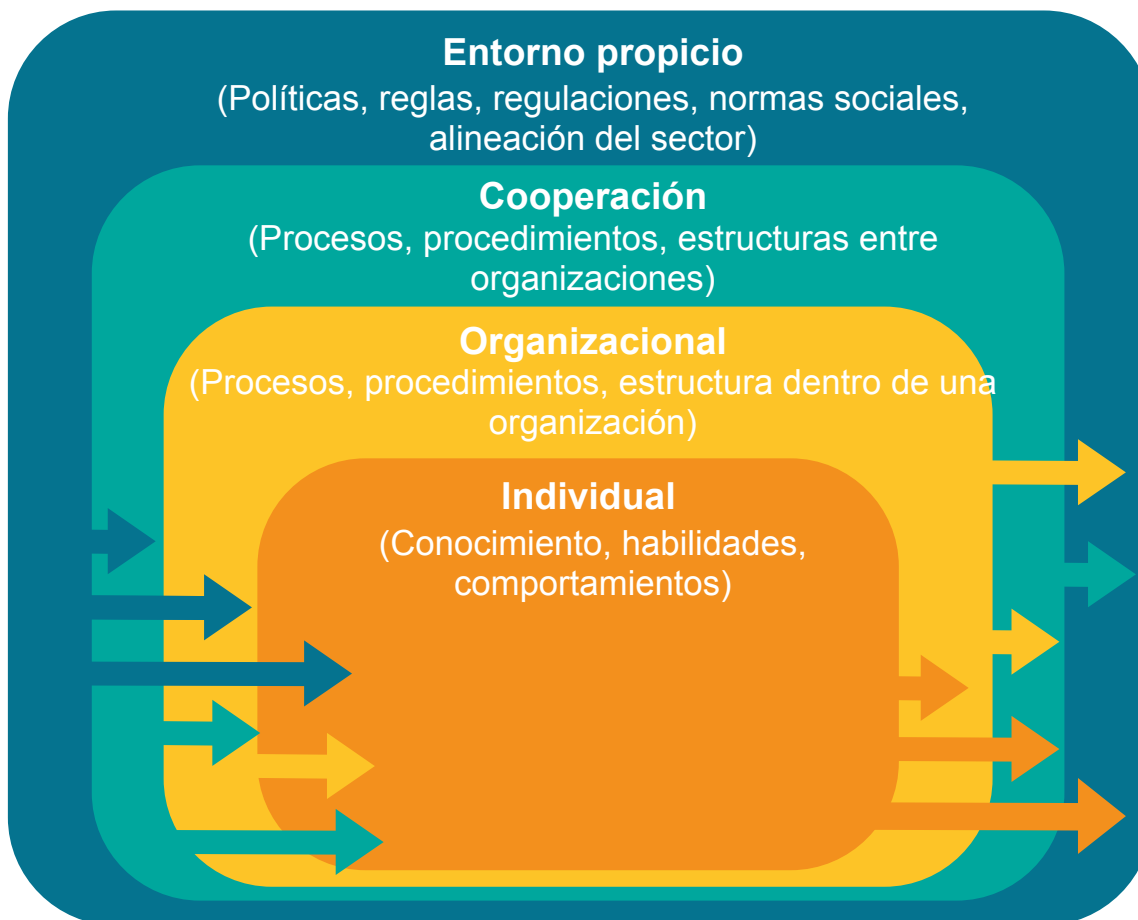 Entorno propicio
(Políticas, reglas, regulaciones, normas sociales,
alineación del sector)
Cooperación
(Procesos, procedimientos, estructuras entre
organizaciones)
Organizacional
(Procesos, procedimientos, estructura dentro de una
organización)
Individual
(Conocimiento, habilidades,
comportamientos)